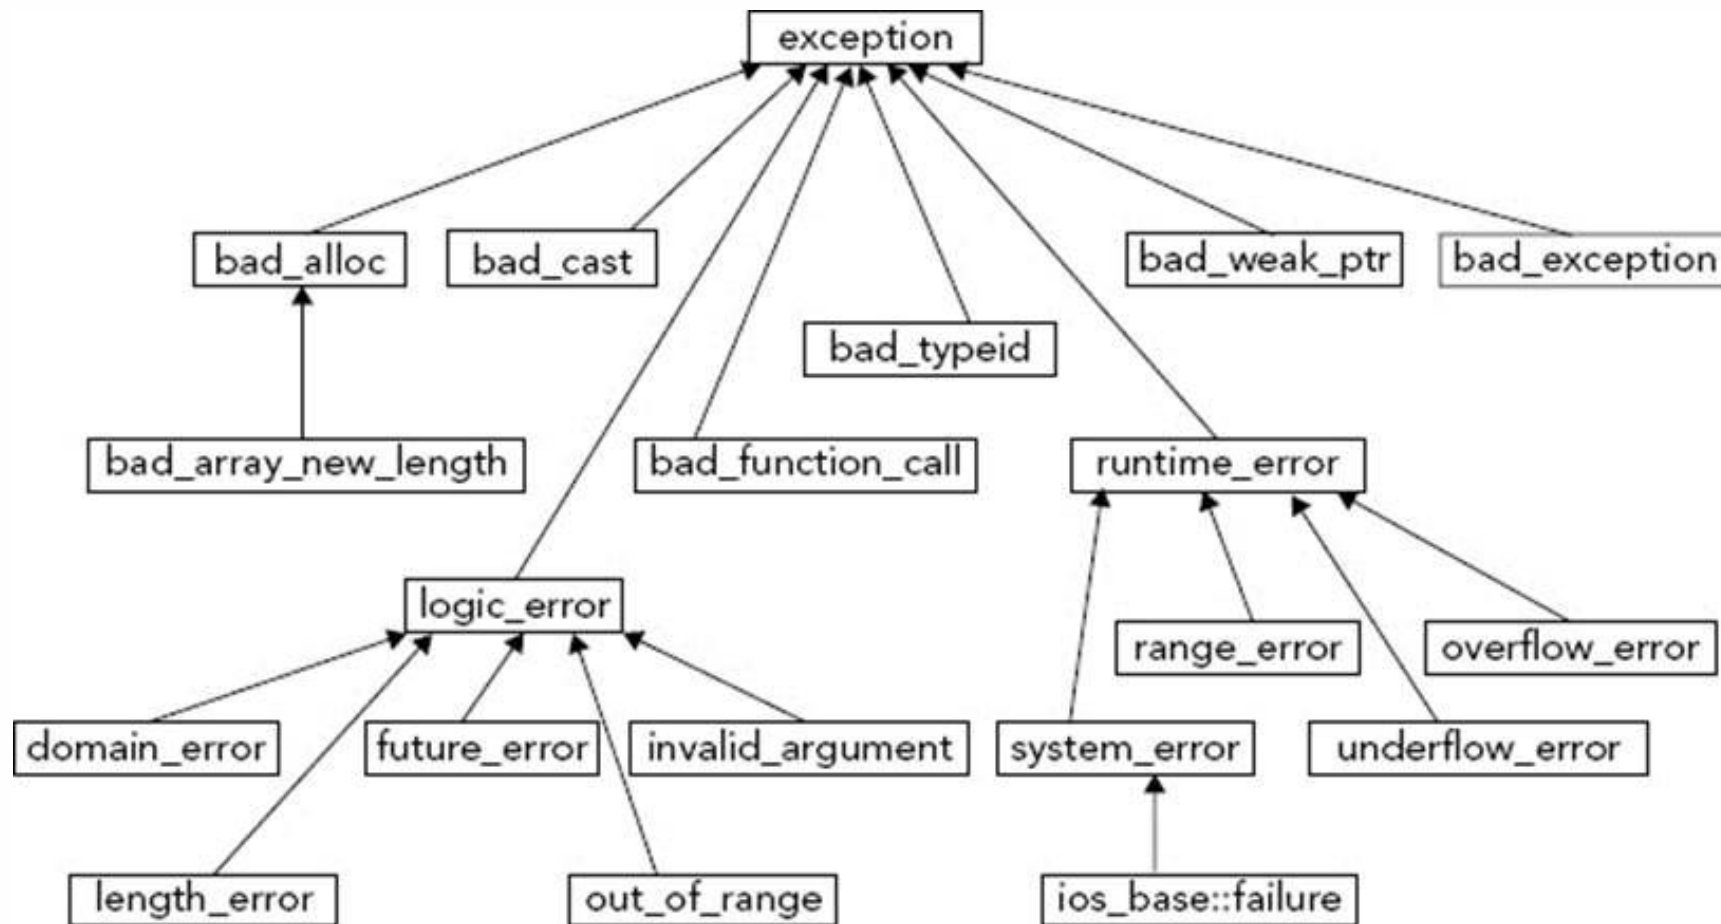 exception
bad_alloc
bad_cast
bad_weak_ptr
bad_exception
bad_typeid
bad_array_new_length
bad_function_call
runtime_error
logic_error
range_error
overflow_error
domain_error
future_error
invalid_argument
system_error
underflow_error
length_error
out_of_range
ios_base::failure